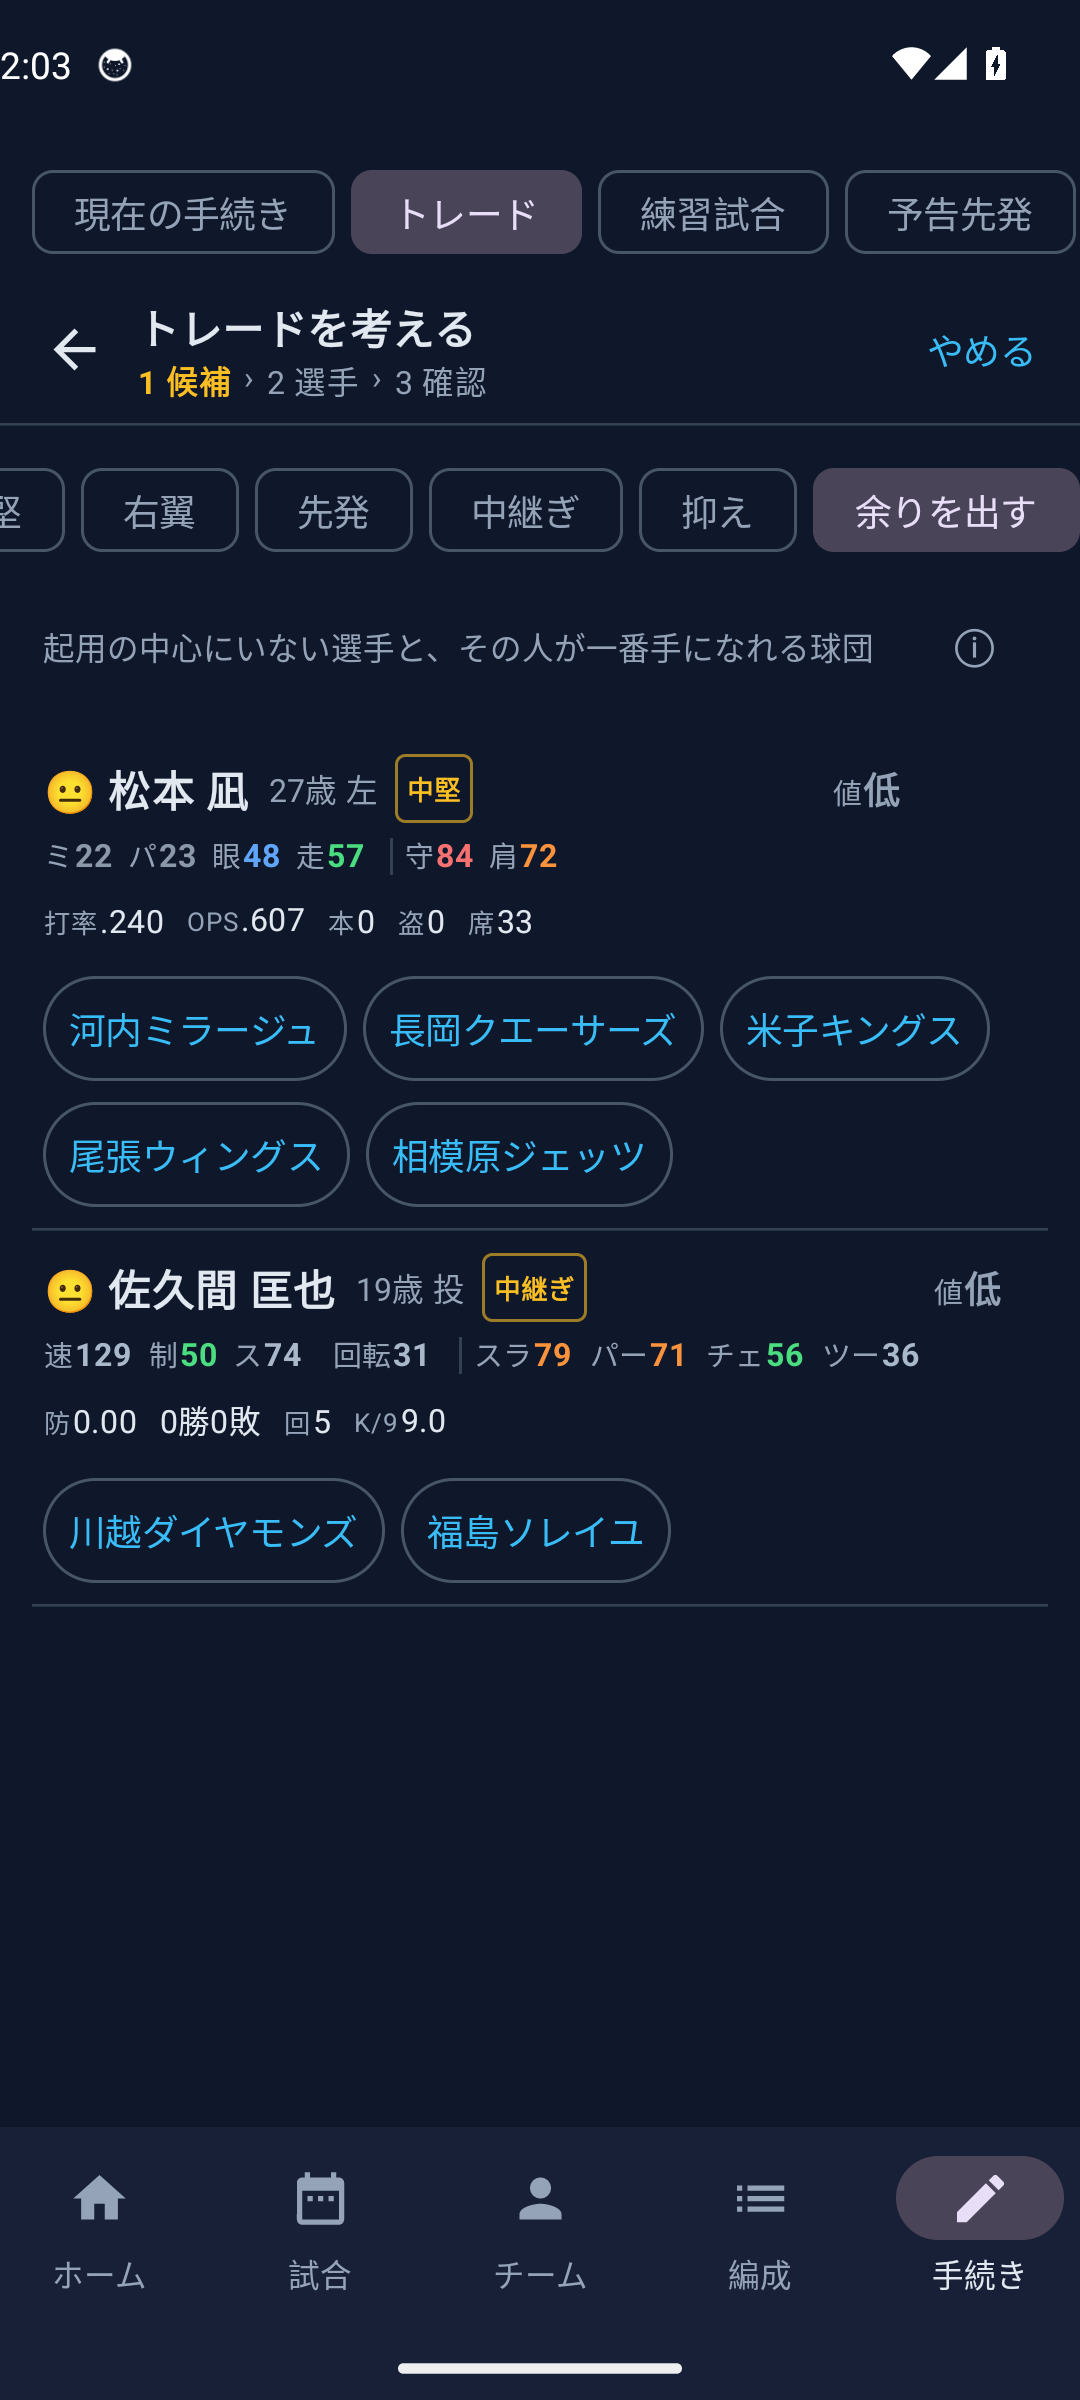 2:03
現在の手続き トレード 練習試合 予告先発
トレードを考える
やめる
1 候補 › 2 選手 › 3 確認
堅 右翼 先発 中継ぎ 抑え 余りを出す
起用の中心にいない選手と、その人が一番手になれる球団
松本 凪 27歳 左 中堅 値低
ミ22 パ23 眼48 走57 守84 肩72
打率.240 OPS.607 本0 盗0 席33
河内ミラージュ 長岡クエーサーズ 米子キングス
尾張ウィングス 相模原ジェッツ
佐久間 匡也 19歳 投 中継ぎ 値低
速129 制50 ス74 回転31 スラ79 パー71 チェ56 ツー36
防0.00 0勝0敗 回5 K/9 9.0
川越ダイヤモンズ 福島ソレイユ
ホーム 試合 チーム 編成 手続き